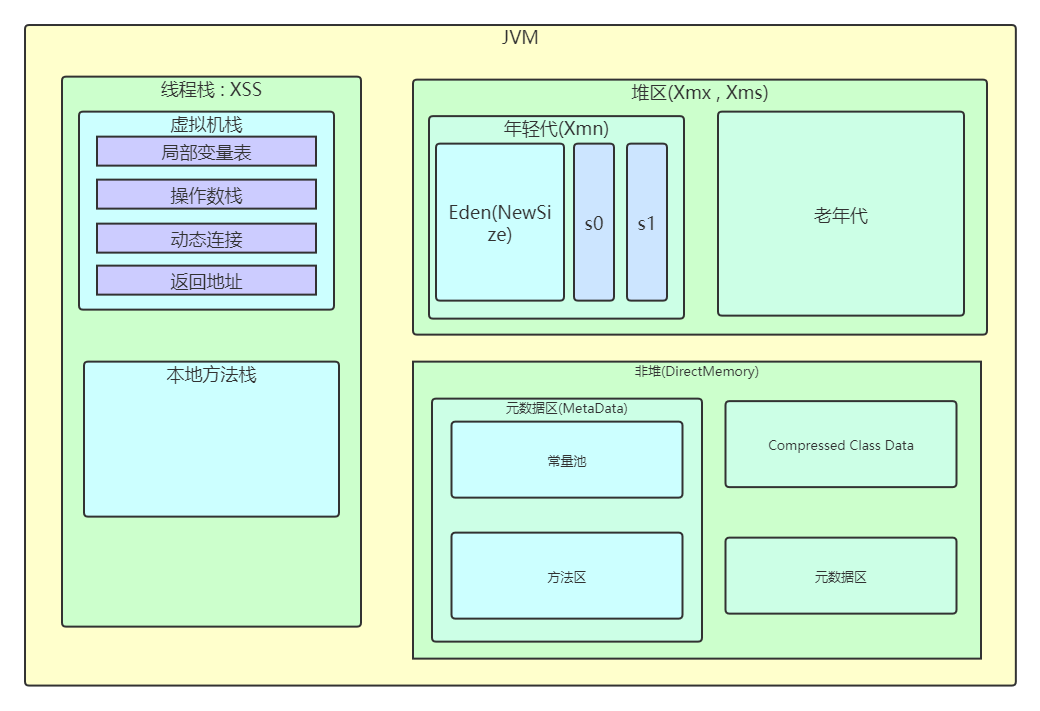 JVM
线程栈 : XSS
虚拟机栈
局部变量表
操作数栈
动态连接
返回地址
本地方法栈
堆区(Xmx , Xms)
年轻代(Xmn)
Eden(NewSi
ze)
s0
s1
老年代
非堆(DirectMemory)
元数据区(MetaData)
常量池
方法区
Compressed Class Data
元数据区